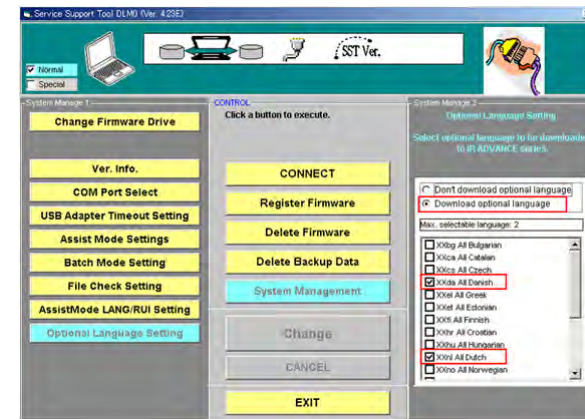 Service Support Tool DLM0 (Ver. 4.23E)
SST Ver.
Normal
Special
System Manage 1
Change Firmware Drive
Ver. Info.
COM Port Select
USB Adapter Timeout Setting
Assist Mode Settings
Batch Mode Setting
File Check Setting
AssistMode LANG/RUI Setting
Optional Language Setting
CONTROL
Click a button to execute.
CONNECT
Register Firmware
Delete Firmware
Delete Backup Data
System Management
Change
CANCEL
EXIT
System Manage 2
Optional Language Setting
Select optional language to be downloade
to iR ADVANCE series.
Don't download optional language
Download optional language
Max. selectable language: 2
XXbg All Bulgarian
XXca All Catalan
XXcs All Czech
XXda All Danish
XXel All Greek
XXet All Estonian
XXfi All Finnish
XXhr All Croatian
XXhu All Hungarian
XXnl All Dutch
XXno All Norwegian